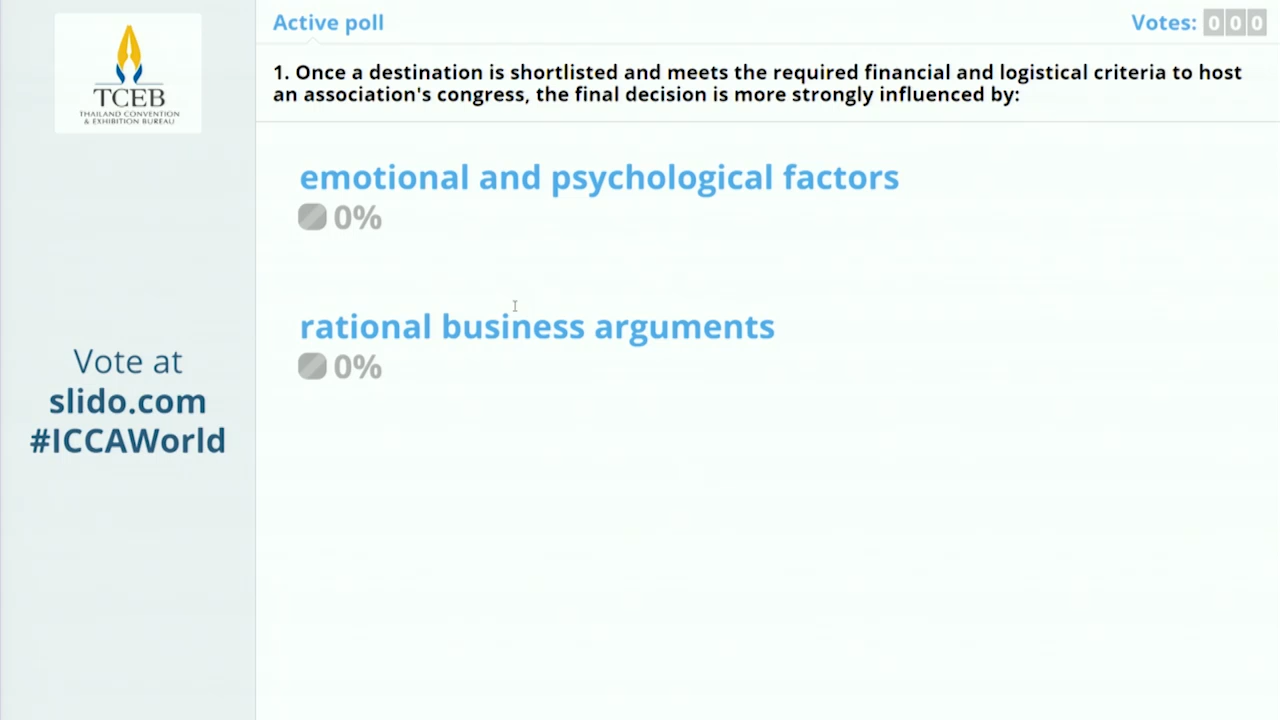 TCEB
THAILAND CONVENTION
& EXHIBITION BUREAU
Vote at
slido.com
#ICCAWorld
Active poll
Votes: 0 0 0
1. Once a destination is shortlisted and meets the required financial and logistical criteria to host
an association's congress, the final decision is more strongly influenced by:
emotional and psychological factors
0%
rational business arguments
0%